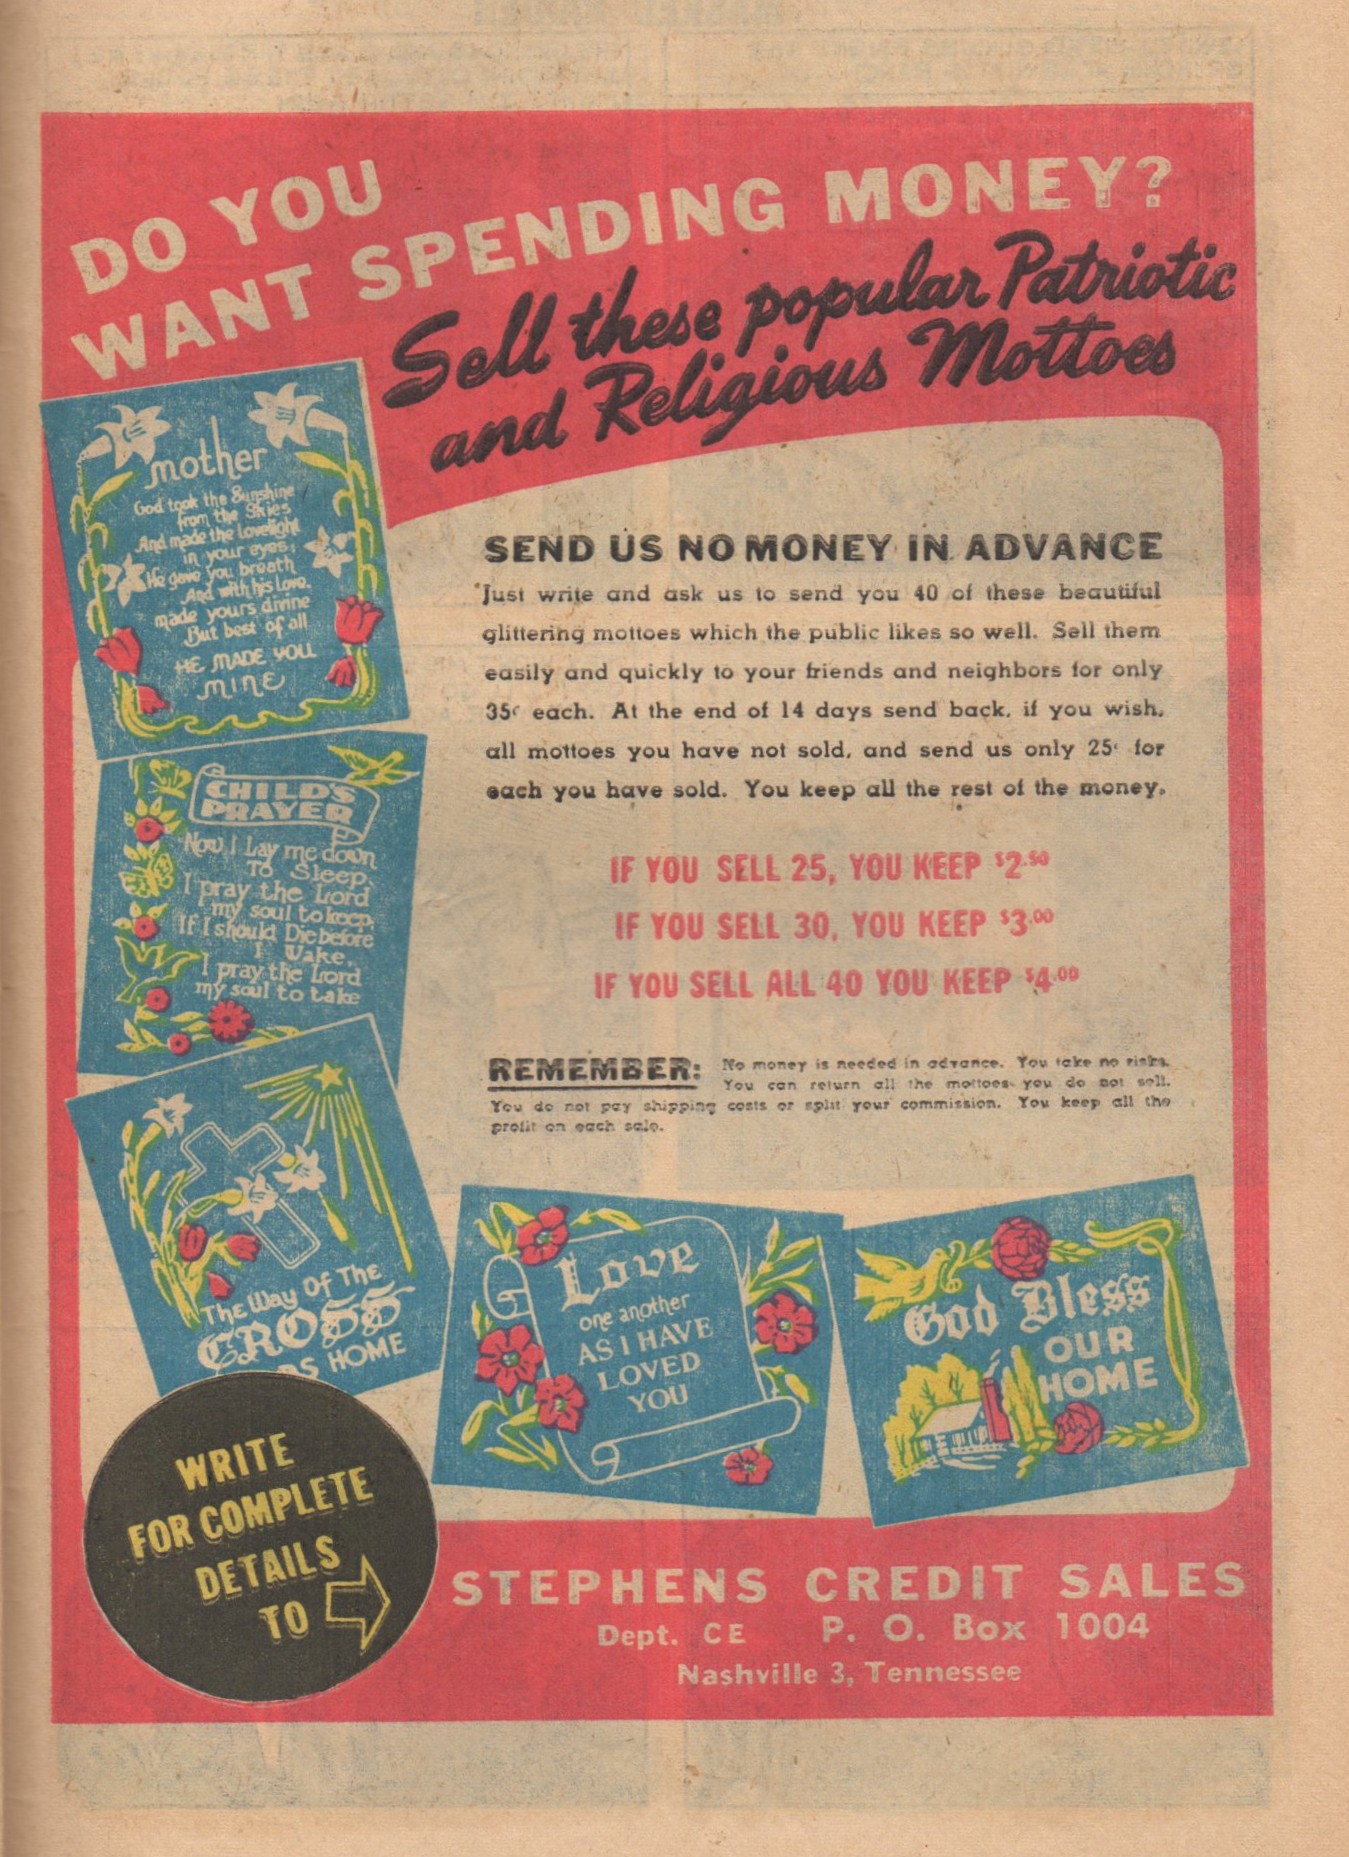 DO YOU
WANT SPENDING MONEY?
Sell these popular Patriotic
and Religious Mottoes
mother
God took the Sunshine
from the Skies
And made the lovelight
in your eyes;
He gave you breath
And with his Love,
made yours divine
But best of all
HE MADE YOU
MINE
SEND US NO MONEY IN ADVANCE
Just write and ask us to send you 40 of these beautiful
glittering mottoes which the public likes so well. Sell them
easily and quickly to your friends and neighbors for only
35¢ each. At the end of 14 days send back, if you wish,
all mottoes you have not sold, and send us only 25¢ for
each you have sold. You keep all the rest of the money.
CHILD'S
PRAYER
Now I Lay me down
To Sleep,
I pray the Lord
my soul to keep,
If I should Die before
I Wake,
I pray the Lord
my soul to take
IF YOU SELL 25, YOU KEEP $2.50
IF YOU SELL 30, YOU KEEP $3.00
IF YOU SELL ALL 40 YOU KEEP $4.00
REMEMBER: No money is needed in advance. You take no risks.
You can return all the mottoes you do not sell.
You do not pay shipping costs or split your commission. You keep all the
profit on each sale.
The Way Of The
CROSS
DS HOME
Love
one another
AS I HAVE
LOVED
YOU
God Bless
OUR
HOME
WRITE
FOR COMPLETE
DETAILS
TO
STEPHENS CREDIT SALES
Dept. CE P. O. Box 1004
Nashville 3, Tennessee